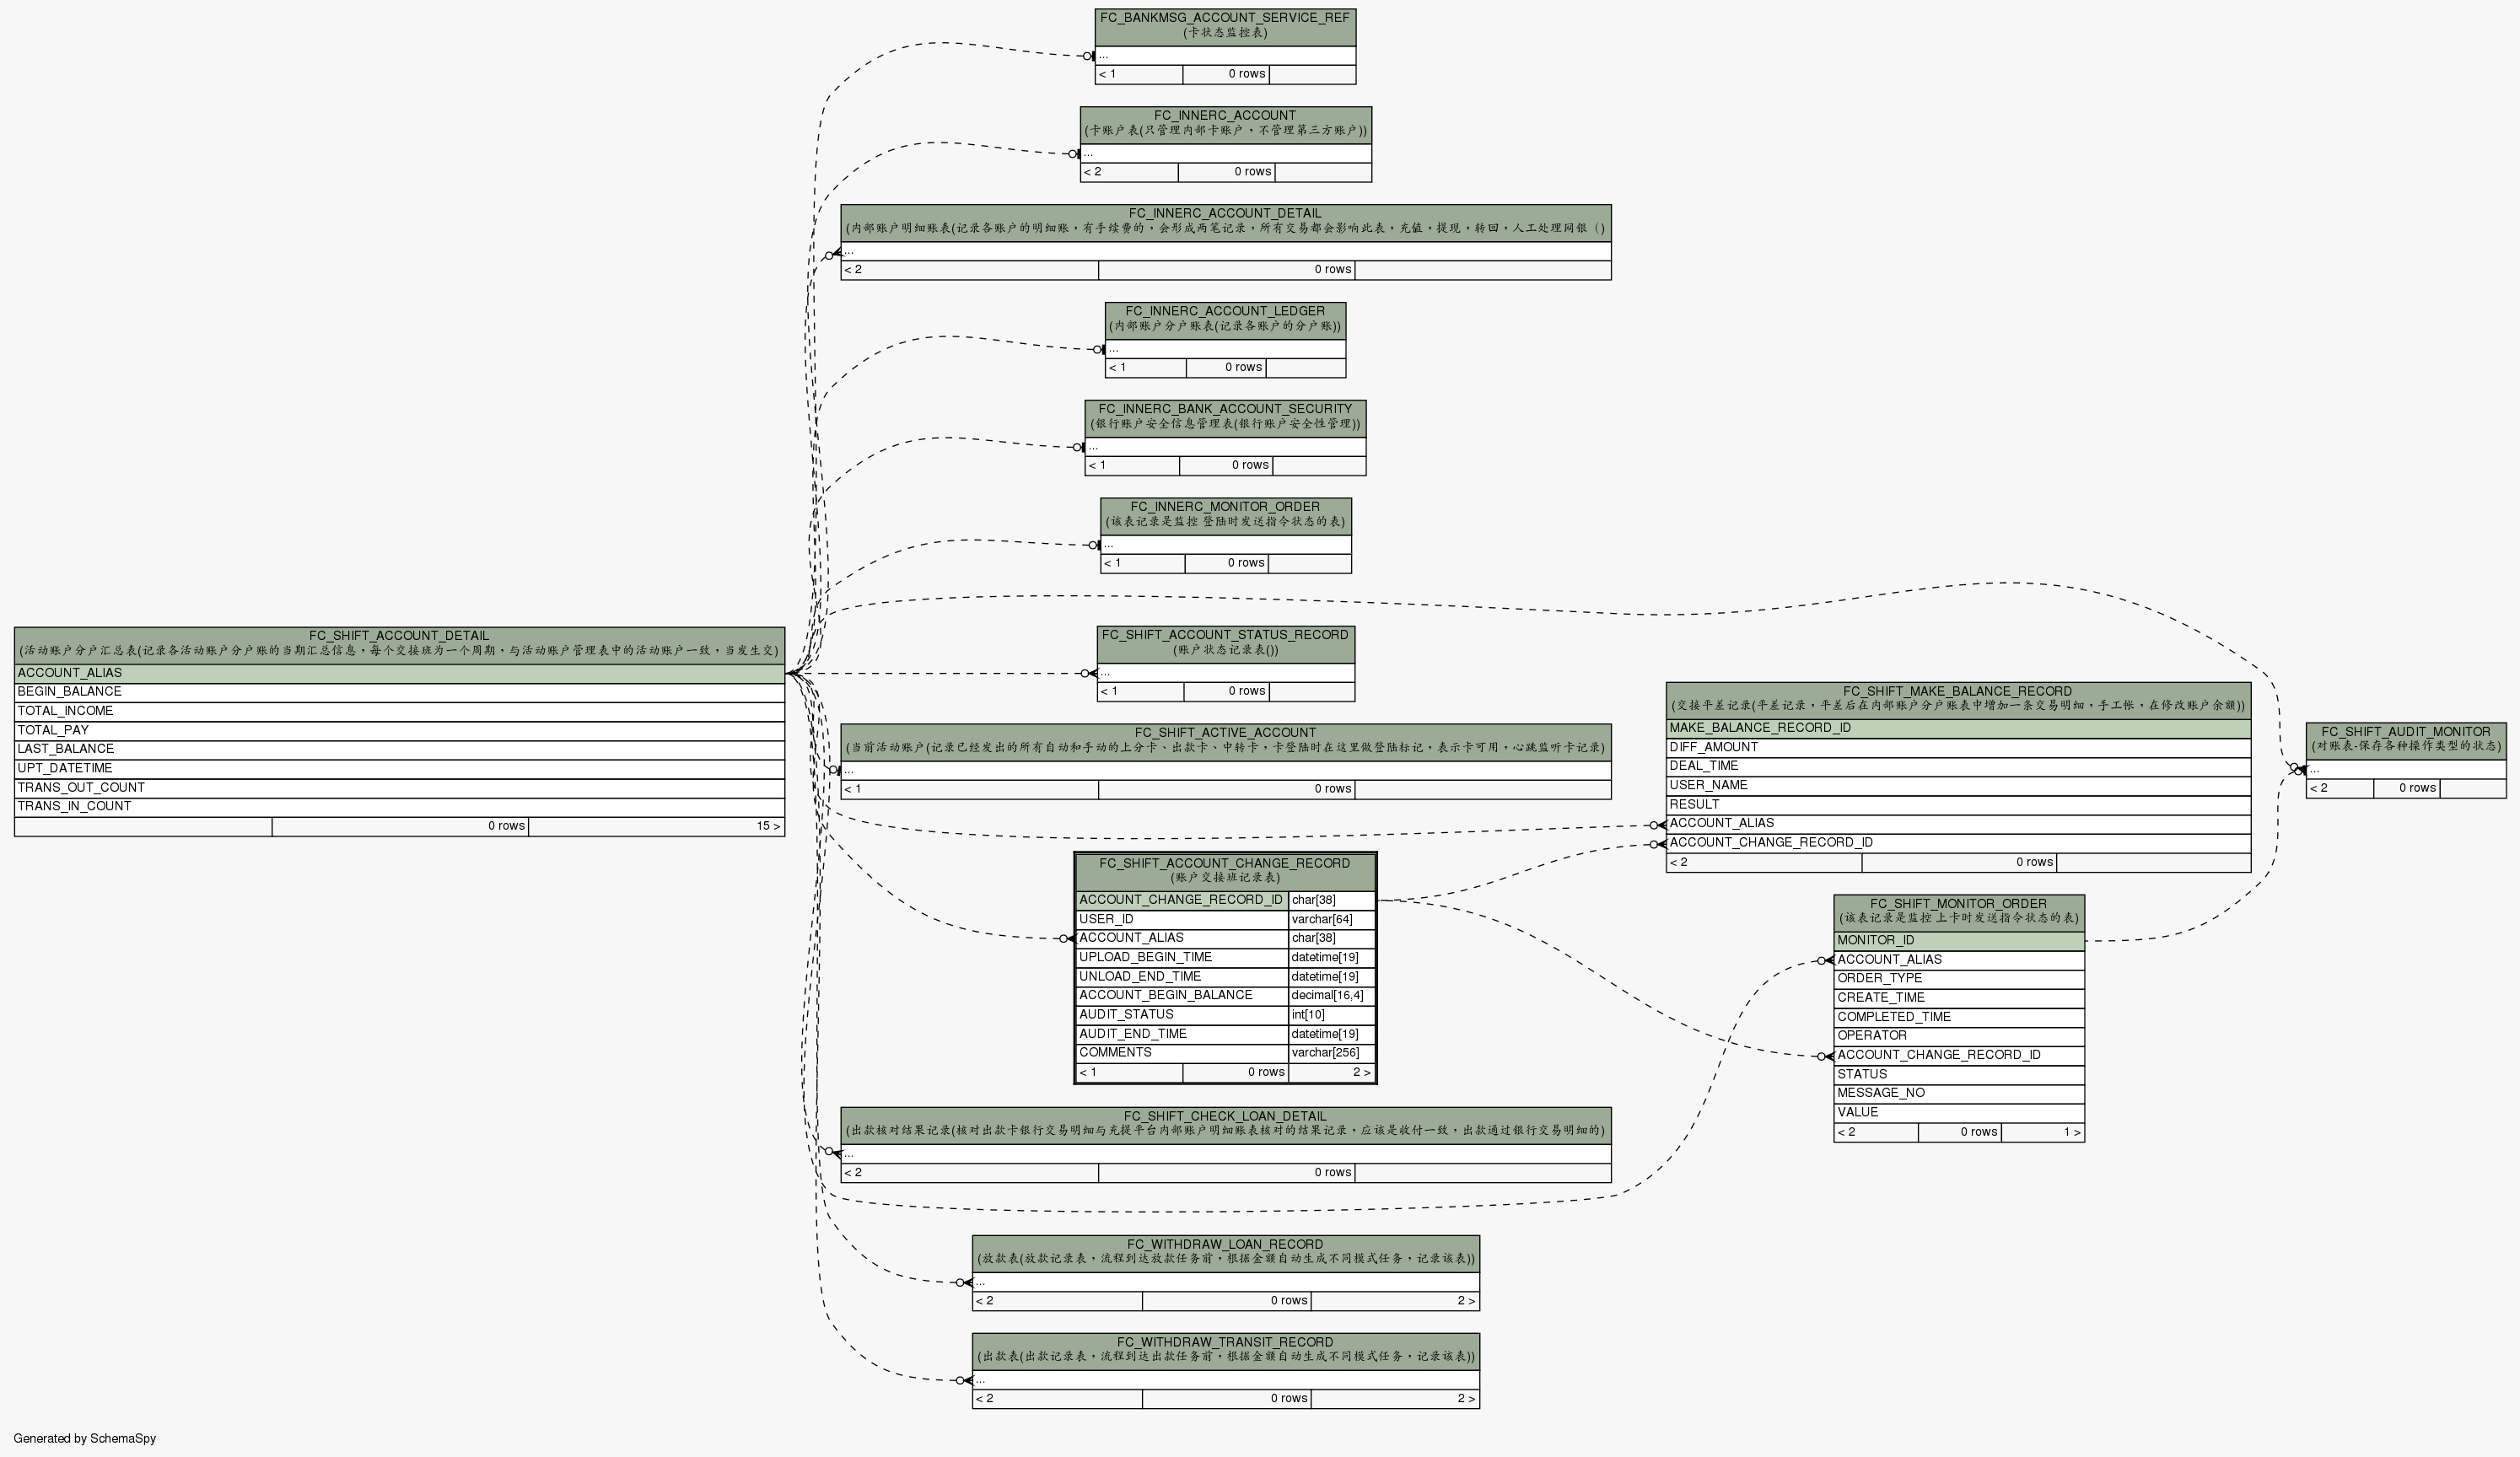 FC_BANKMSG_ACCOUNT_SERVICE_REF
(卡状态监控表)
...
< 1 0 rows
FC_INNERC_ACCOUNT
(卡账户表(只管理内部卡账户，不管理第三方账户))
...
< 2 0 rows
FC_INNERC_ACCOUNT_DETAIL
(内部账户明细账表(记录各账户的明细账，有手续费的，会形成两笔记录，所有交易都会影响此表，充值，提现，转回，人工处理网银（)
...
< 2 0 rows
FC_INNERC_ACCOUNT_LEDGER
(内部账户分户账表(记录各账户的分户账))
...
< 1 0 rows
FC_INNERC_BANK_ACCOUNT_SECURITY
(银行账户安全信息管理表(银行账户安全性管理))
...
< 1 0 rows
FC_INNERC_MONITOR_ORDER
(该表记录是监控 登陆时发送指令状态的表)
...
< 1 0 rows
FC_SHIFT_ACCOUNT_DETAIL
(活动账户分户汇总表(记录各活动账户分户账的当期汇总信息，每个交接班为一个周期，与活动账户管理表中的活动账户一致，当发生交)
ACCOUNT_ALIAS
BEGIN_BALANCE
TOTAL_INCOME
TOTAL_PAY
LAST_BALANCE
UPT_DATETIME
TRANS_OUT_COUNT
TRANS_IN_COUNT
0 rows 15 >
FC_SHIFT_ACCOUNT_STATUS_RECORD
(账户状态记录表())
...
< 1 0 rows
FC_SHIFT_ACTIVE_ACCOUNT
(当前活动账户(记录已经发出的所有自动和手动的上分卡、出款卡、中转卡，卡登陆时在这里做登陆标记，表示卡可用，心跳监听卡记录)
...
< 1 0 rows
FC_SHIFT_MAKE_BALANCE_RECORD
(交接平差记录(平差记录，平差后在内部账户分户账表中增加一条交易明细，手工帐，在修改账户余额))
MAKE_BALANCE_RECORD_ID
DIFF_AMOUNT
DEAL_TIME
USER_NAME
RESULT
ACCOUNT_ALIAS
ACCOUNT_CHANGE_RECORD_ID
< 2 0 rows
FC_SHIFT_AUDIT_MONITOR
(对账表-保存各种操作类型的状态)
...
< 2 0 rows
FC_SHIFT_ACCOUNT_CHANGE_RECORD
(账户交接班记录表)
ACCOUNT_CHANGE_RECORD_ID char[38]
USER_ID varchar[64]
ACCOUNT_ALIAS char[38]
UPLOAD_BEGIN_TIME datetime[19]
UNLOAD_END_TIME datetime[19]
ACCOUNT_BEGIN_BALANCE decimal[16,4]
AUDIT_STATUS int[10]
AUDIT_END_TIME datetime[19]
COMMENTS varchar[256]
< 1 0 rows 2 >
FC_SHIFT_MONITOR_ORDER
(该表记录是监控 上卡时发送指令状态的表)
MONITOR_ID
ACCOUNT_ALIAS
ORDER_TYPE
CREATE_TIME
COMPLETED_TIME
OPERATOR
ACCOUNT_CHANGE_RECORD_ID
STATUS
MESSAGE_NO
VALUE
< 2 0 rows 1 >
FC_SHIFT_CHECK_LOAN_DETAIL
(出款核对结果记录(核对出款卡银行交易明细与充提平台内部账户明细账表核对的结果记录，应该是收付一致，出款通过银行交易明细的)
...
< 2 0 rows
FC_WITHDRAW_LOAN_RECORD
(放款表(放款记录表，流程到达放款任务前，根据金额自动生成不同模式任务，记录该表))
...
< 2 0 rows 2 >
FC_WITHDRAW_TRANSIT_RECORD
(出款表(出款记录表，流程到达出款任务前，根据金额自动生成不同模式任务，记录该表))
...
< 2 0 rows 2 >
Generated by SchemaSpy